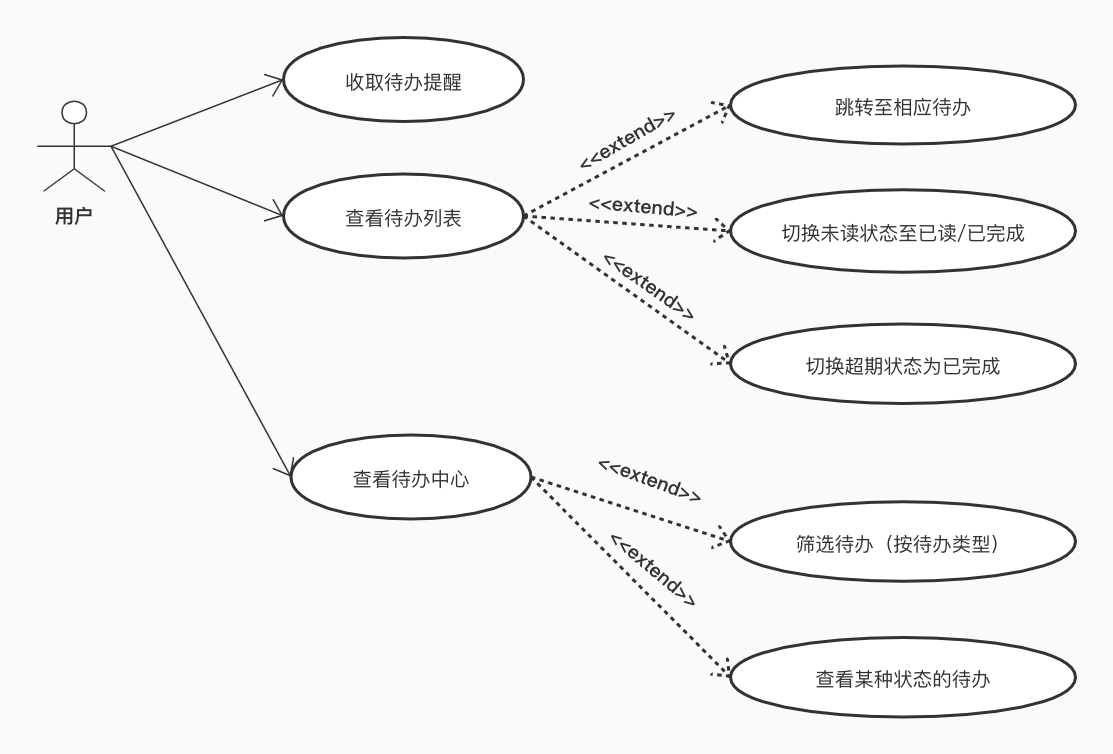 用户
收取待办提醒
查看待办列表
查看待办中心
<<extend>>
<<extend>>
<<extend>>
<<extend>>
<<extend>>
跳转至相应待办
切换未读状态至已读/已完成
切换超期状态为已完成
筛选待办（按待办类型）
查看某种状态的待办